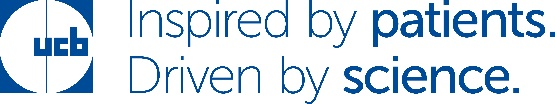 ucb
Inspired by patients.
Driven by science.